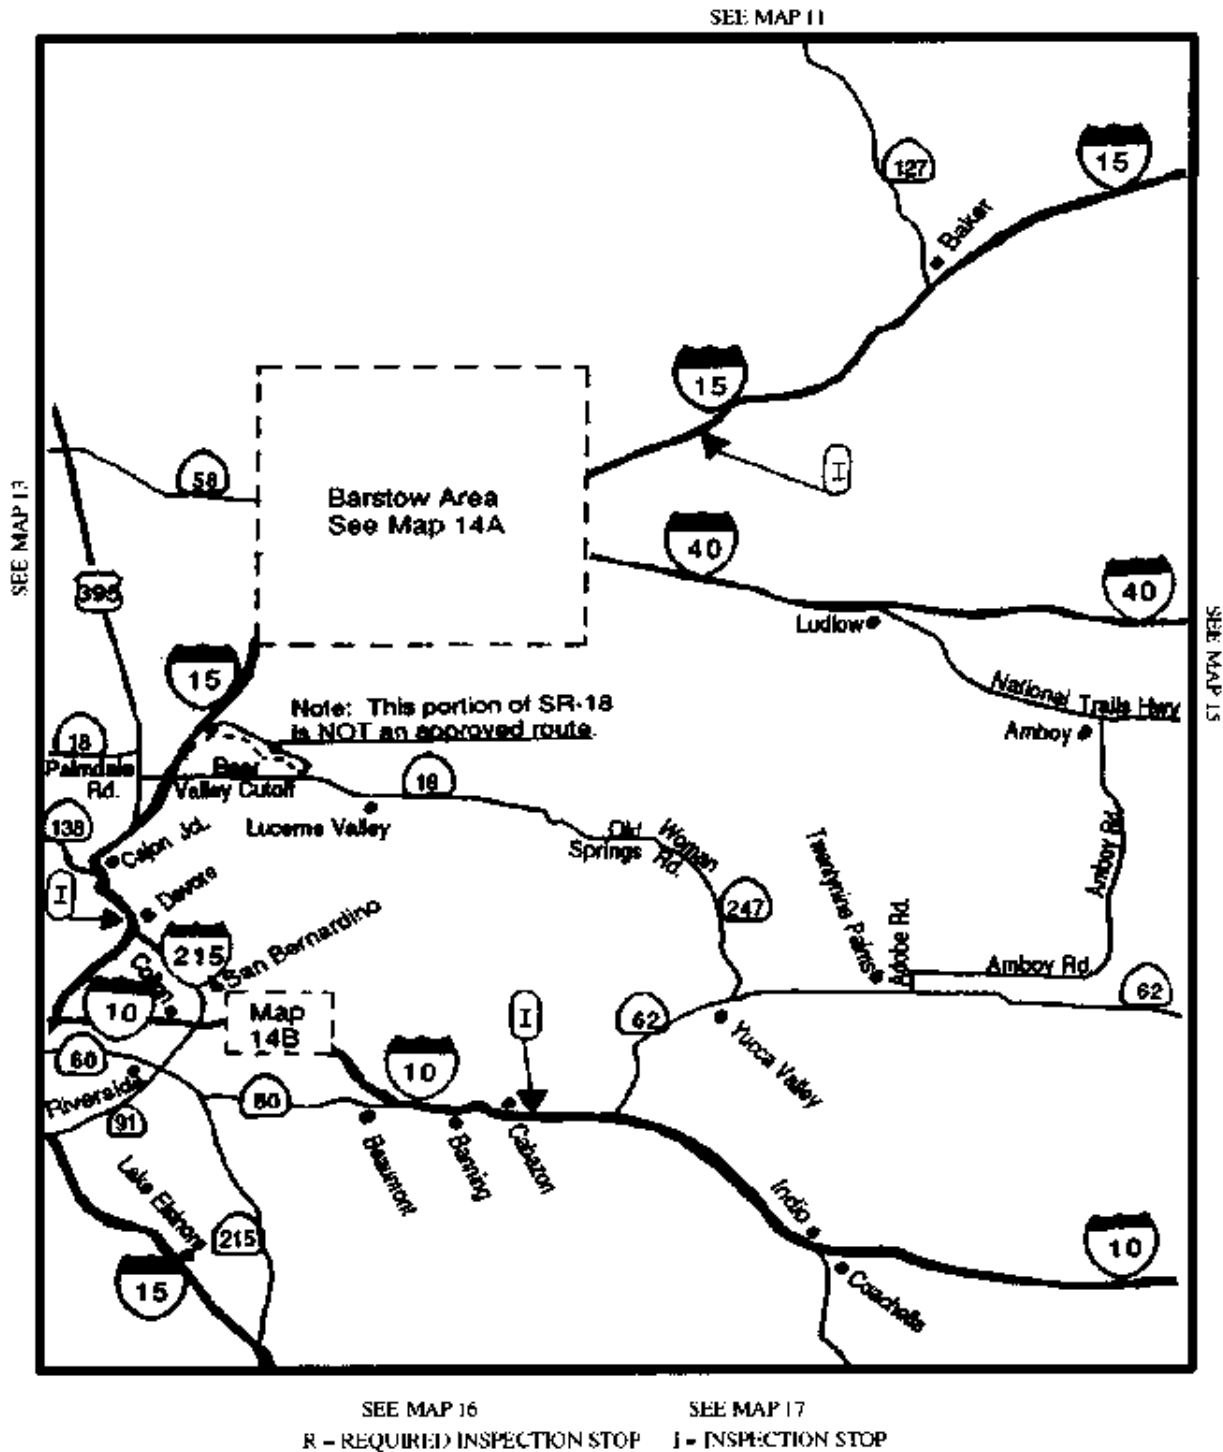 SEE MAP 11
15
127
Baker
15
I
58
Barstow Area
See Map 14A
SEE MAP 13
40
395
40
Ludlow
SEE MAP 15
15
National Trails Hwy
Note: This portion of SR-18
is NOT an approved route.
Amboy
18
Palmdale
Rd.
Bear
Valley Cutoff
18
138
Cajon Jct.
Lucerne Valley
Old Woman
Springs Rd.
Twentynine Palms
Amboy Rd.
I
Devore
247
215
San Bernardino
Adobe Rd.
Amboy Rd.
Colton
10
Map
14B
I
62
62
60
Yucca Valley
10
Riverside
60
91
Beaumont
Banning
Cabazon
Lake Elsinore
Indio
215
10
15
Coachella
SEE MAP 16
SEE MAP 17
R – REQUIRED INSPECTION STOP
I – INSPECTION STOP